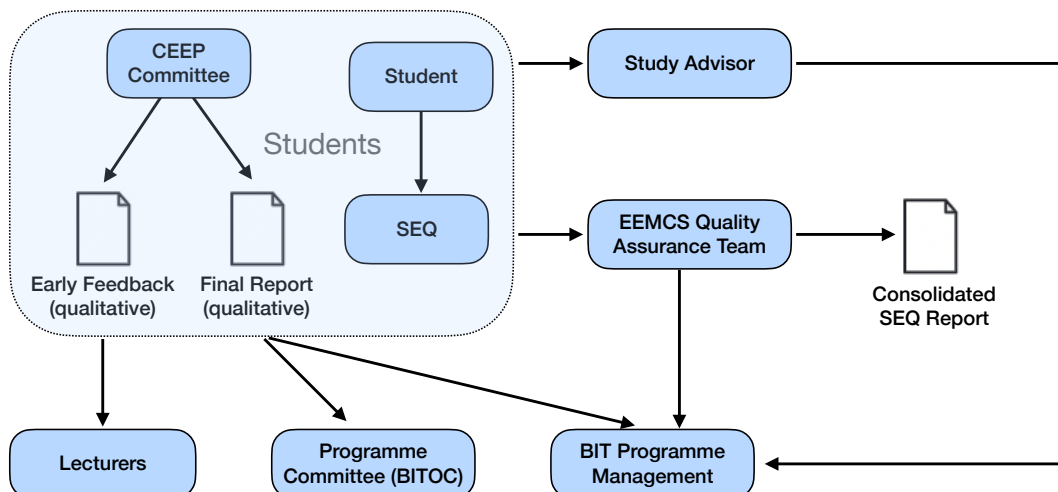 CEEP
Committee
Student
Study Advisor
Students
SEQ
EEMCS Quality
Assurance Team
Early Feedback
(qualitative)
Final Report
(qualitative)
Consolidated
SEQ Report
Lecturers
Programme
Committee (BITOC)
BIT Programme
Management